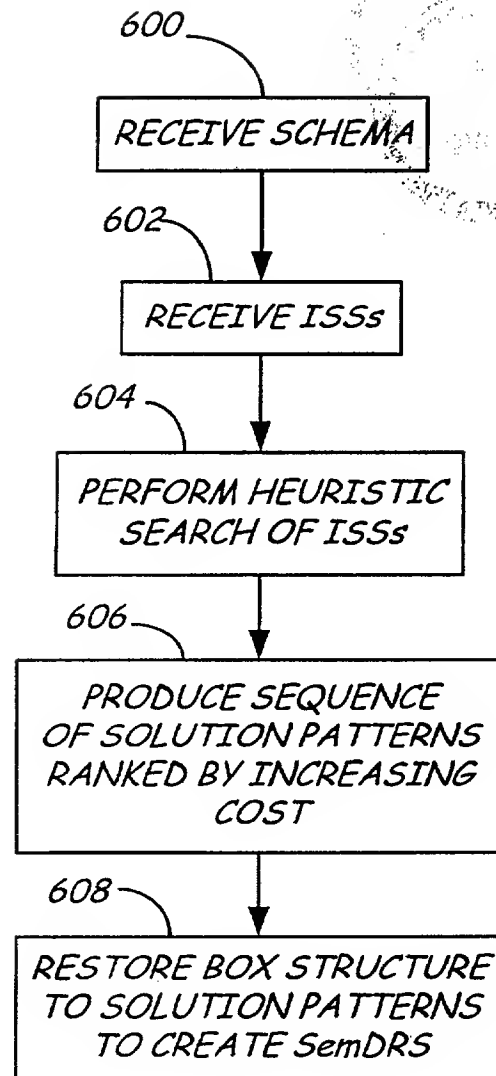 600
RECEIVE SCHEMA
602
RECEIVE ISSs
604
PERFORM HEURISTIC
SEARCH OF ISSs
606
PRODUCE SEQUENCE
OF SOLUTION PATTERNS
RANKED BY INCREASING
COST
608
RESTORE BOX STRUCTURE
TO SOLUTION PATTERNS
TO CREATE SemDRS